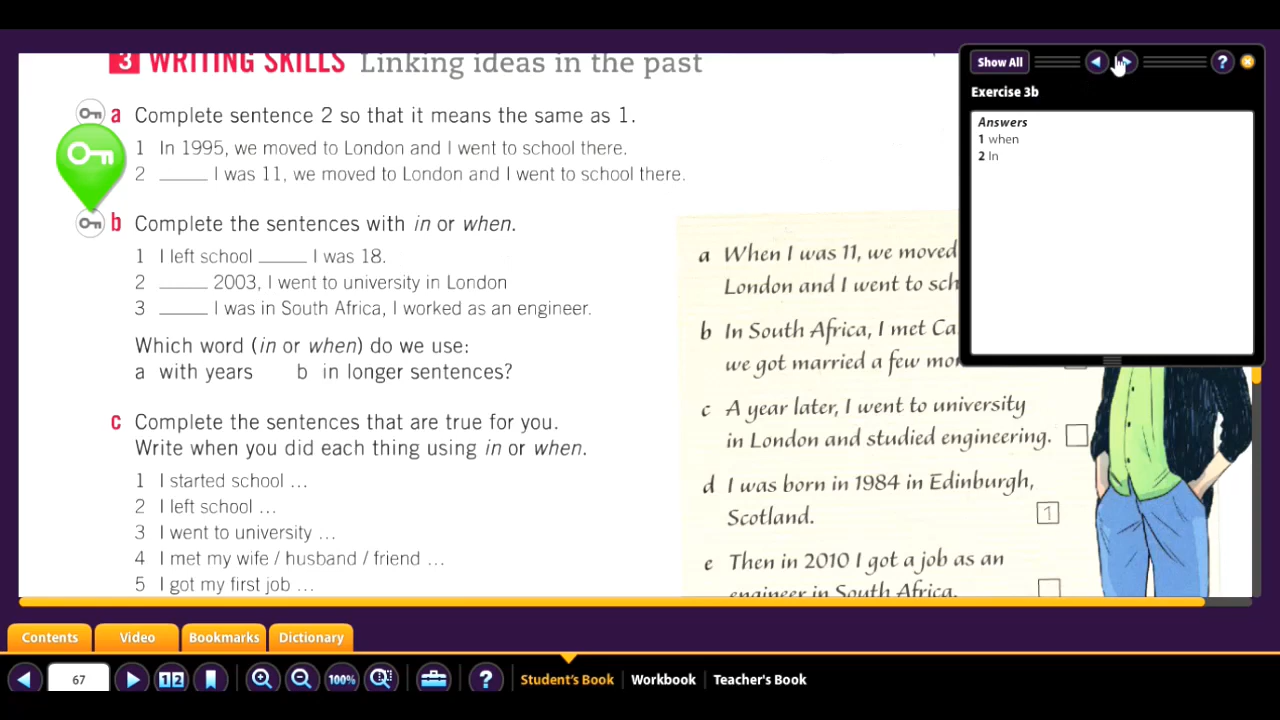 3 WRITING SKILLS Linking ideas in the past
a Complete sentence 2 so that it means the same as 1.
1 In 1995, we moved to London and I went to school there.
2 _____ I was 11, we moved to London and I went to school there.
b Complete the sentences with in or when.
1 I left school _____ I was 18.
2 _____ 2003, I went to university in London
3 _____ I was in South Africa, I worked as an engineer.
Which word (in or when) do we use:
a with years b in longer sentences?
c Complete the sentences that are true for you.
Write when you did each thing using in or when.
1 I started school ...
2 I left school ...
3 I went to university ...
4 I met my wife / husband / friend ...
5 I got my first job ...
a When I was 11, we moved
London and I went to sch
b In South Africa, I met Ca
we got married a few mo
c A year later, I went to university
in London and studied engineering.
d I was born in 1984 in Edinburgh,
Scotland. 1
e Then in 2010 I got a job as an
engineer in South Africa.
Show All ?
Exercise 3b
Answers
1 when
2 In
Contents Video Bookmarks Dictionary
67 12 100% ? Student's Book Workbook Teacher's Book